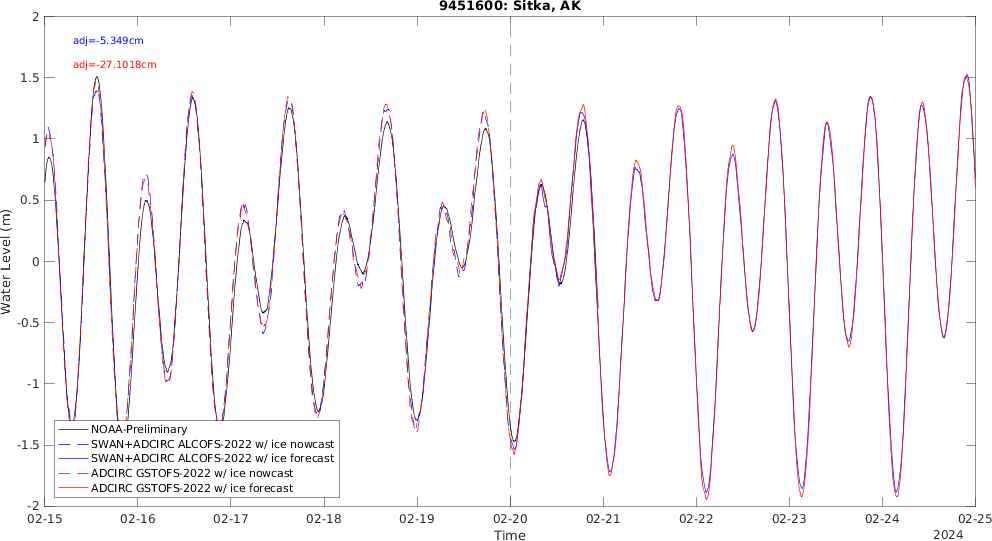 9451600: Sitka, AK
2
adj=-5.349cm
adj=-27.1018cm
1.5
1
0.5
0
-0.5
-1
-1.5
-2
Water Level (m)
NOAA-Preliminary
SWAN+ADCIRC ALCOFS-2022 w/ ice nowcast
SWAN+ADCIRC ALCOFS-2022 w/ ice forecast
ADCIRC GSTOFS-2022 w/ ice nowcast
ADCIRC GSTOFS-2022 w/ ice forecast
02-15 02-16 02-17 02-18 02-19 02-20 02-21 02-22 02-23 02-24 02-25
Time
2024